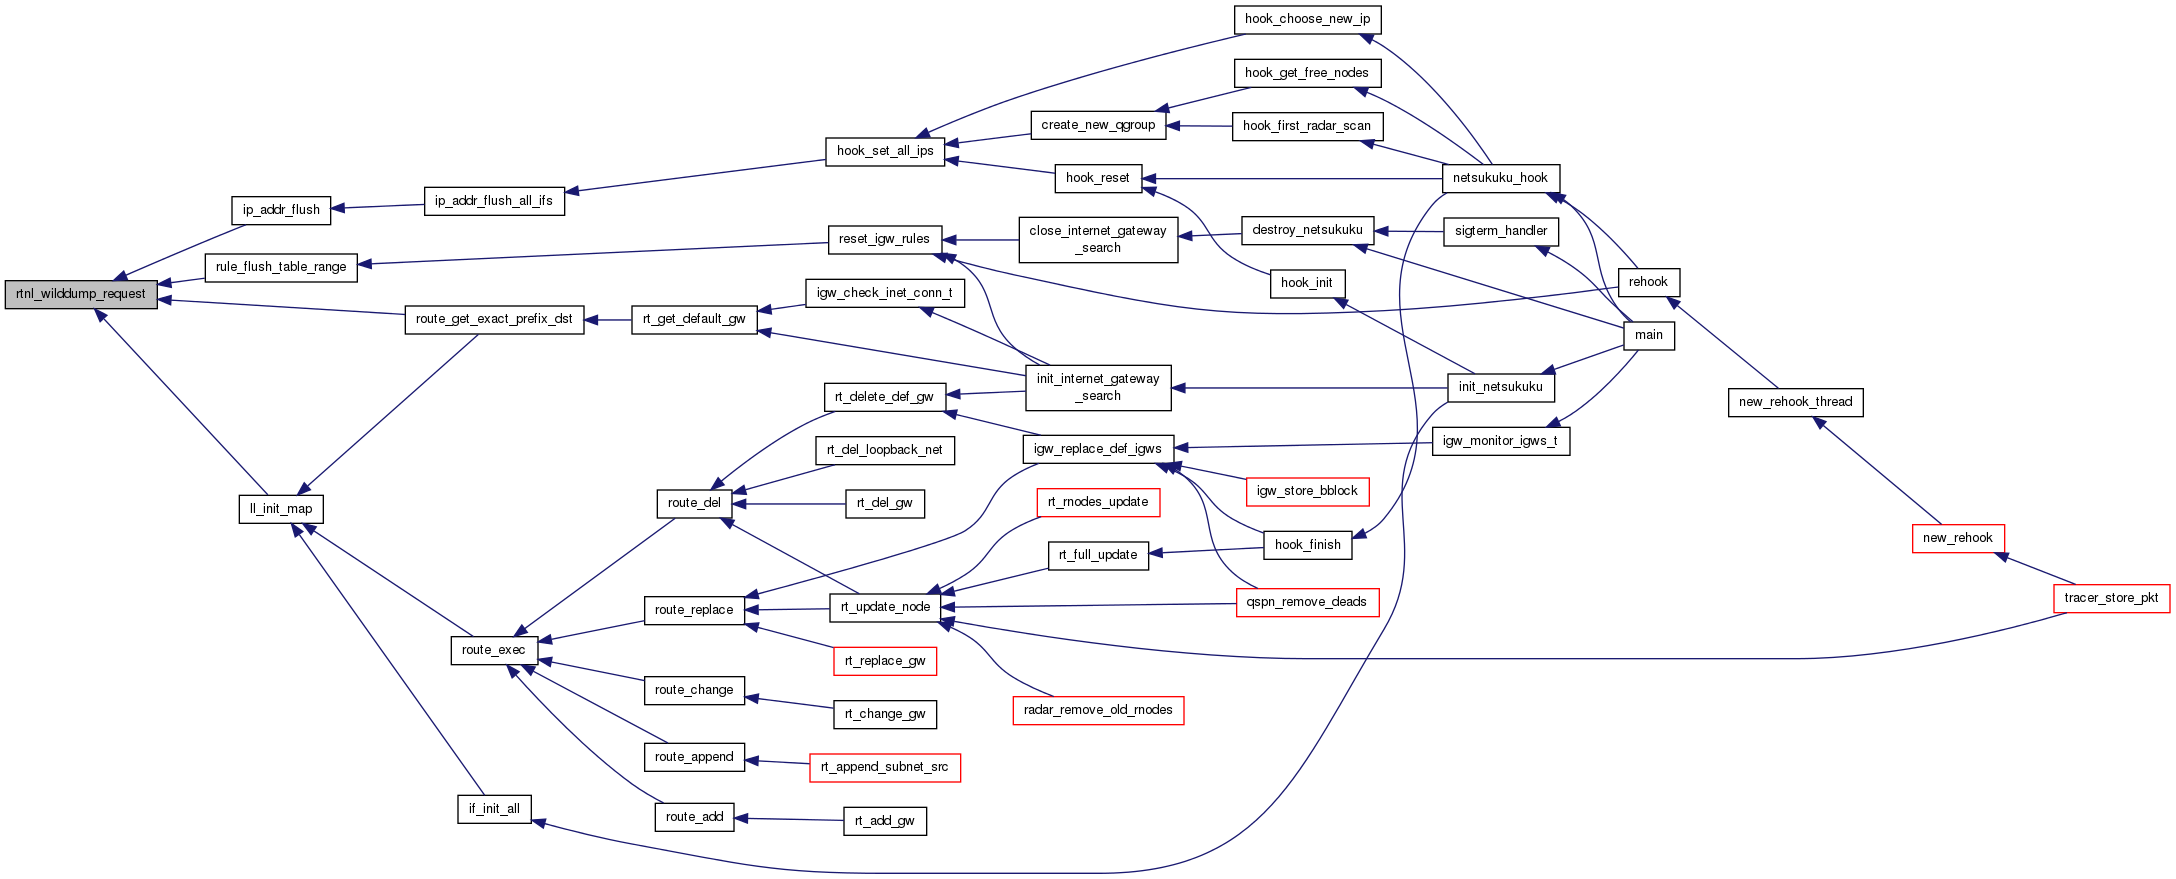 rtnl_wilddump_request
ip_addr_flush
rule_flush_table_range
ll_init_map
ip_addr_flush_all_ifs
route_get_exact_prefix_dst
route_exec
if_init_all
rt_get_default_gw
route_del
route_replace
route_change
route_append
route_add
hook_set_all_ips
reset_igw_rules
igw_check_inet_conn_t
rt_delete_def_gw
rt_del_loopback_net
rt_del_gw
rt_update_node
rt_replace_gw
rt_change_gw
rt_append_subnet_src
rt_add_gw
create_new_qgroup
hook_reset
close_internet_gateway
_search
init_internet_gateway
_search
igw_replace_def_igws
rt_rnodes_update
rt_full_update
radar_remove_old_rnodes
hook_choose_new_ip
hook_get_free_nodes
hook_first_radar_scan
destroy_netsukuku
hook_init
igw_store_bblock
hook_finish
qspn_remove_deads
netsukuku_hook
sigterm_handler
init_netsukuku
igw_monitor_igws_t
rehook
main
new_rehook_thread
new_rehook
tracer_store_pkt